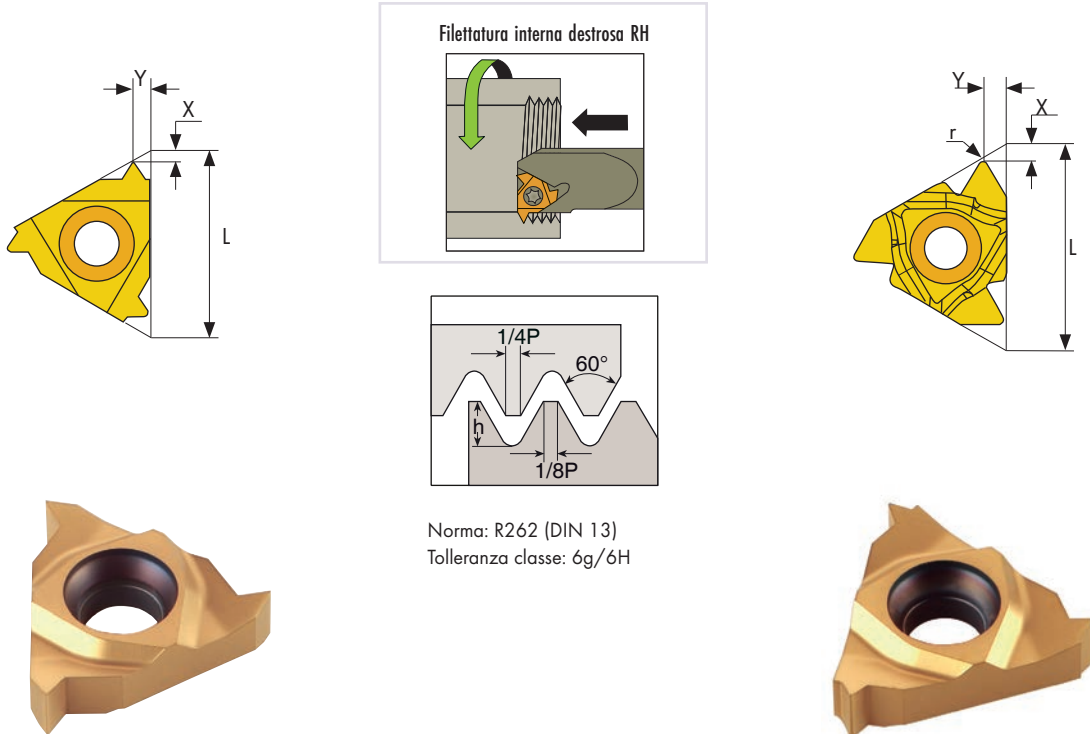 Filettatura interna destrosa RH
Y
X
L
Y
X
r
L
1/4P
60°
h
1/8P
Norma: R262 (DIN 13)
Tolleranza classe: 6g/6H